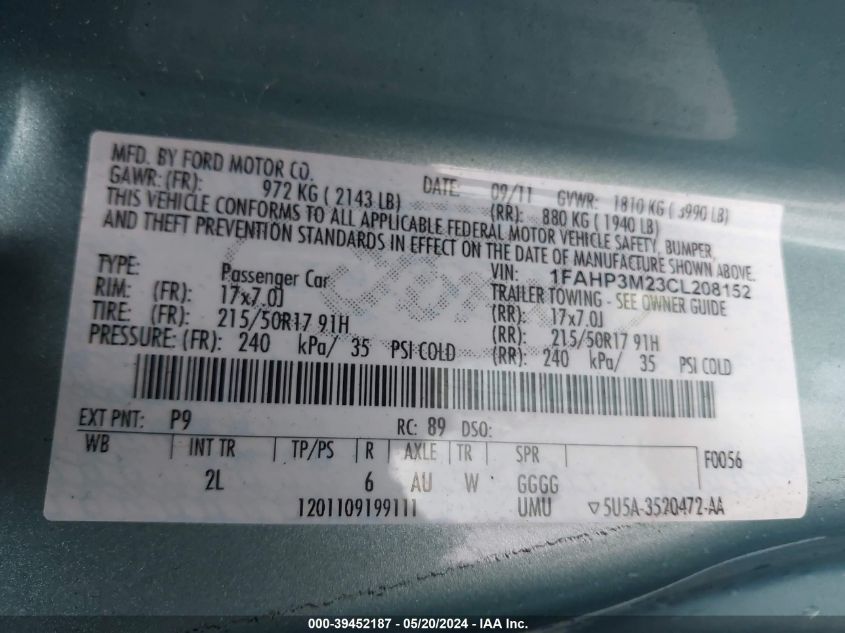 MFD. BY FORD MOTOR CO.
DATE: 09/11 GVWR: 1810 KG ( 3990 LB)
GAWR: (FR): 972 KG ( 2143 LB) (RR): 880 KG ( 1940 LB)
THIS VEHICLE CONFORMS TO ALL APPLICABLE FEDERAL MOTOR VEHICLE SAFETY, BUMPER,
AND THEFT PREVENTION STANDARDS IN EFFECT ON THE DATE OF MANUFACTURE SHOWN ABOVE.
VIN: 1FAHP3M23CL208152
TYPE: Passenger Car TRAILER TOWING - SEE OWNER GUIDE
RIM: (FR): 17x7.0J (RR): 17x7.0J
TIRE: (FR): 215/50R17 91H (RR): 215/50R17 91H
PRESSURE: (FR): 240 kPa/ 35 PSI COLD (RR): 240 kPa/ 35 PSI COLD
EXT PNT: P9 RC: 89 DSO:
WB INT TR TP/PS R AXLE TR SPR F0056
2L 6 AU W GGGG
1201109199111 UMU ▽5U5A-3520472-AA
000-39452187 - 05/20/2024 - IAA Inc.